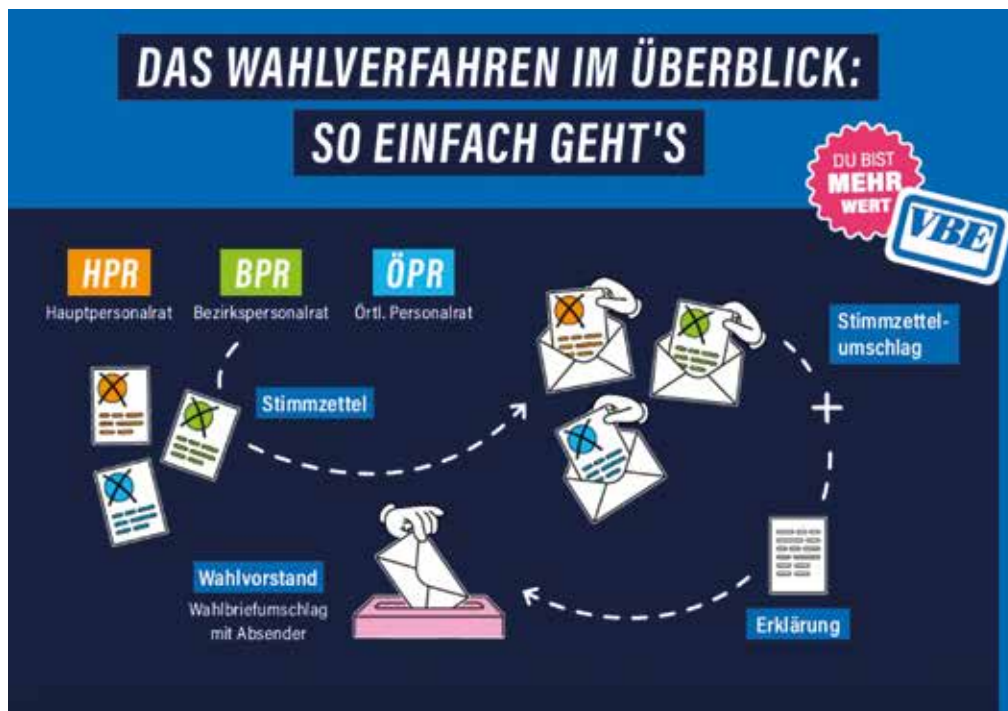 DAS WAHLVERFAHREN IM ÜBERBLICK:
SO EINFACH GEHT'S
DU BIST
MEHR
WERT
VBE
HPR
Hauptpersonalrat
BPR
Bezirkspersonalrat
ÖPR
Örtl. Personalrat
Stimmzettel-
umschlag
Stimmzettel
Wahlvorstand
Wahlbriefumschlag
mit Absender
Erklärung